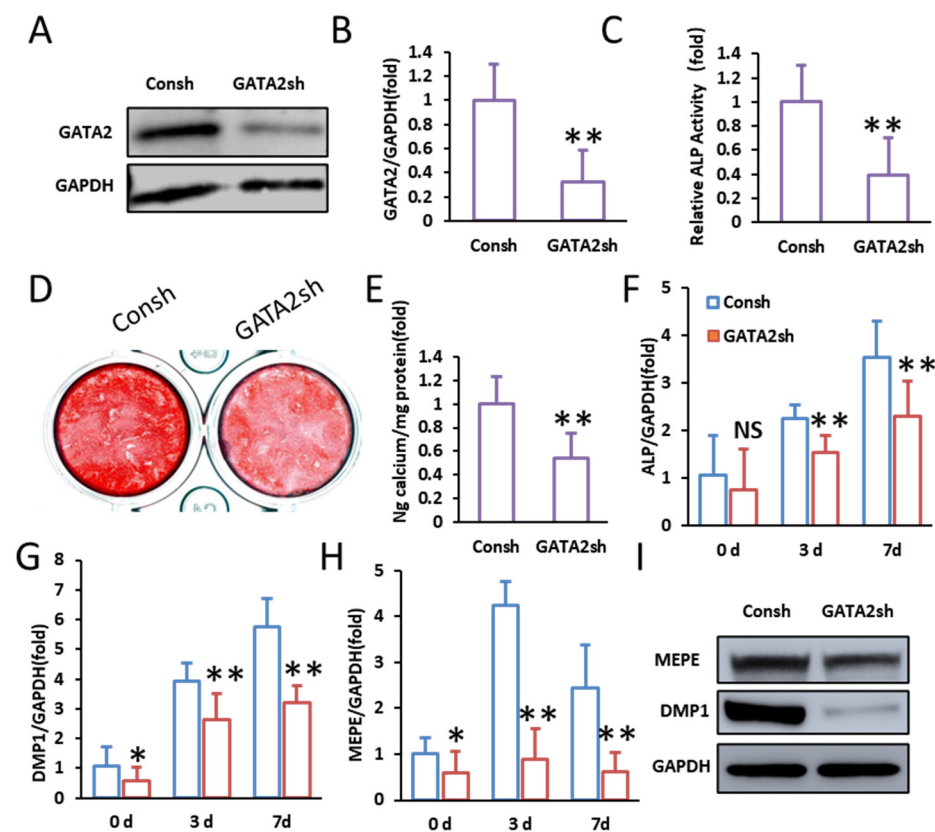 A
Consh GATA2sh
GATA2
GAPDH
B
GATA2/GAPDH(fold)
1.4
1.2
1
0.8
0.6
0.4
0.2
0
**
Consh GATA2sh
C
Relative ALP Activity (fold)
1.4
1.2
1
0.8
0.6
0.4
0.2
0
**
Consh GATA2sh
D
Consh GATA2sh
E
Ng calcium/mg protein(fold)
1.4
1.2
1
0.8
0.6
0.4
0.2
0
**
Consh GATA2sh
F
ALP/GAPDH(fold)
5
4
3
2
1
0
Consh
GATA2sh
NS
**
**
0 d 3 d 7d
G
DMP1/GAPDH(fold)
8
7
6
5
4
3
2
1
0
*
**
**
0 d 3 d 7d
H
MEPE/GAPDH(fold)
5
4
3
2
1
0
*
**
**
0 d 3 d 7d
I
Consh GATA2sh
MEPE
DMP1
GAPDH